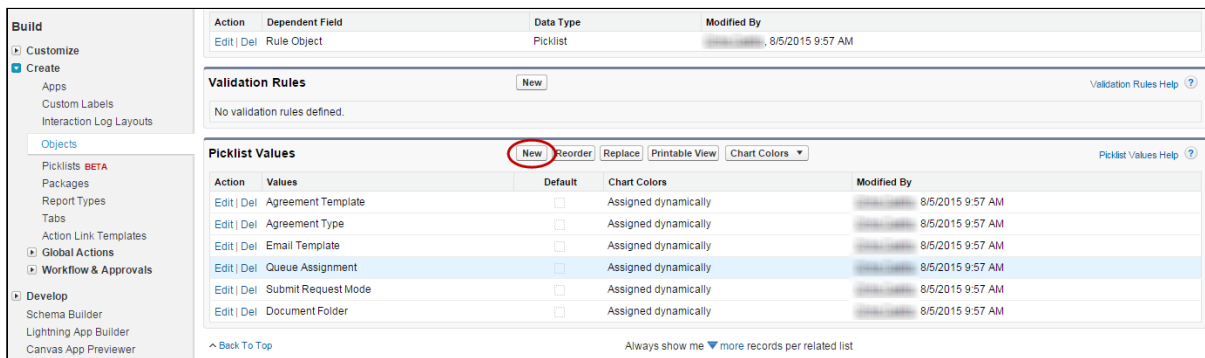 Build
Customize
Create
Apps
Custom Labels
Interaction Log Layouts
Objects
Picklists BETA
Packages
Report Types
Tabs
Action Link Templates
Global Actions
Workflow & Approvals
Develop
Schema Builder
Lightning App Builder
Canvas App Previewer
Action Dependent Field Data Type Modified By
Edit | Del Rule Object Picklist , 8/5/2015 9:57 AM
Validation Rules New Validation Rules Help ?
No validation rules defined.
Picklist Values New Reorder Replace Printable View Chart Colors Picklist Values Help ?
Action Values Default Chart Colors Modified By
Edit | Del Agreement Template Assigned dynamically 8/5/2015 9:57 AM
Edit | Del Agreement Type Assigned dynamically 8/5/2015 9:57 AM
Edit | Del Email Template Assigned dynamically 8/5/2015 9:57 AM
Edit | Del Queue Assignment Assigned dynamically 8/5/2015 9:57 AM
Edit | Del Submit Request Mode Assigned dynamically 8/5/2015 9:57 AM
Edit | Del Document Folder Assigned dynamically 8/5/2015 9:57 AM
Back To Top Always show me more records per related list